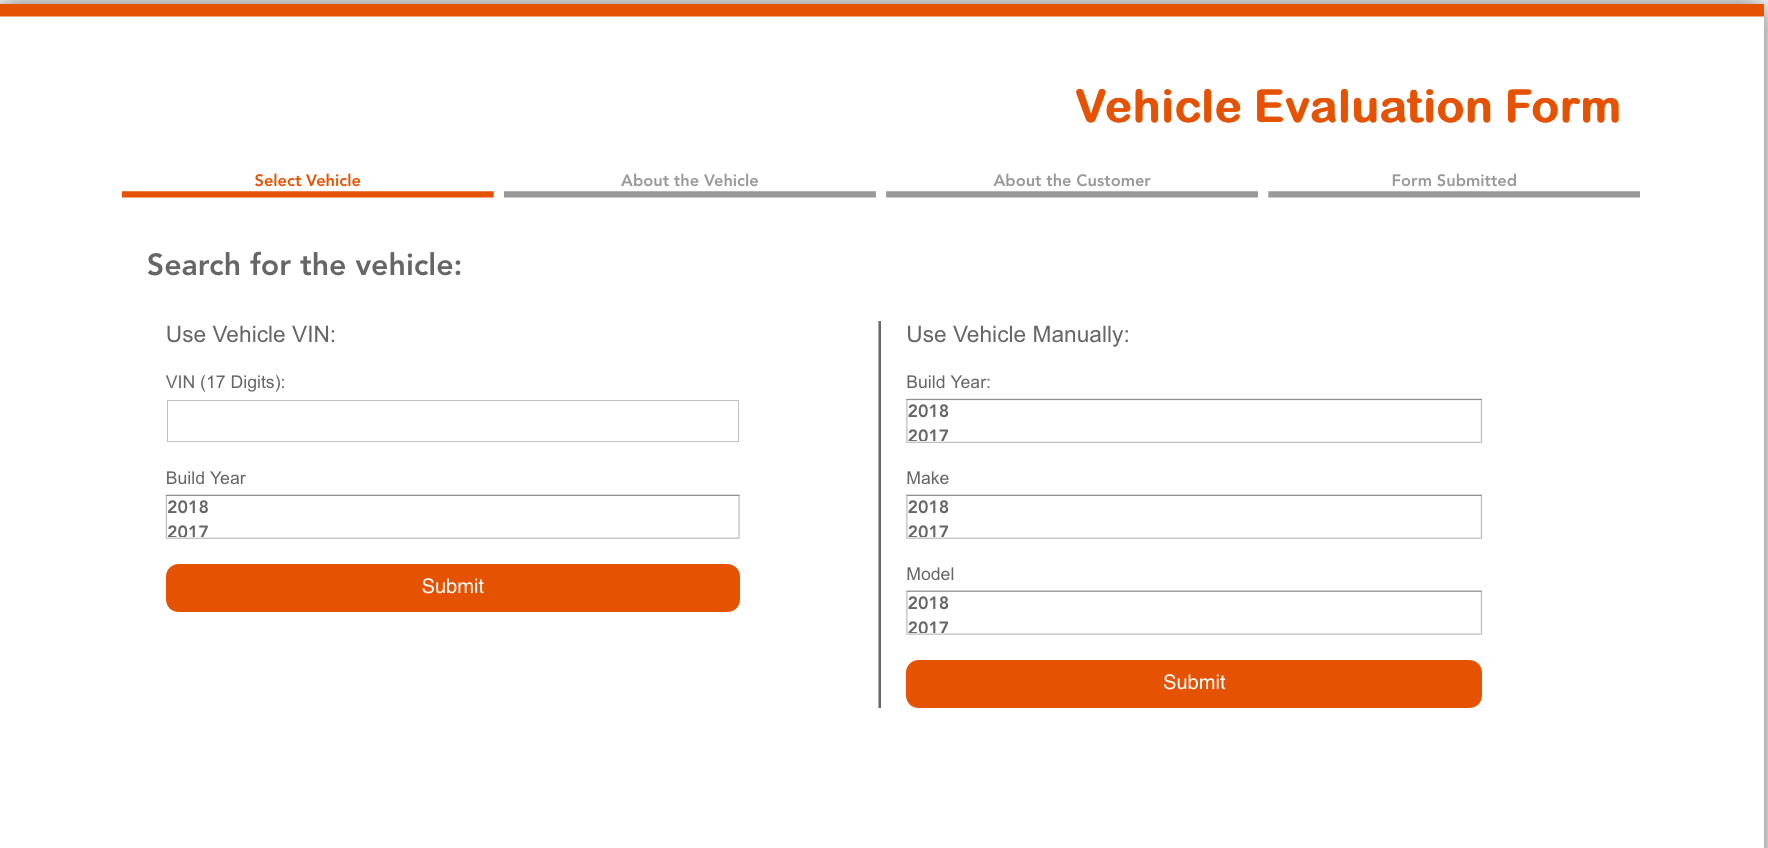 Vehicle Evaluation Form
Select Vehicle
About the Vehicle
About the Customer
Form Submitted
Search for the vehicle:
Use Vehicle VIN:
VIN (17 Digits):
Build Year
2018
2017
Submit
Use Vehicle Manually:
Build Year:
2018
2017
Make
2018
2017
Model
2018
2017
Submit